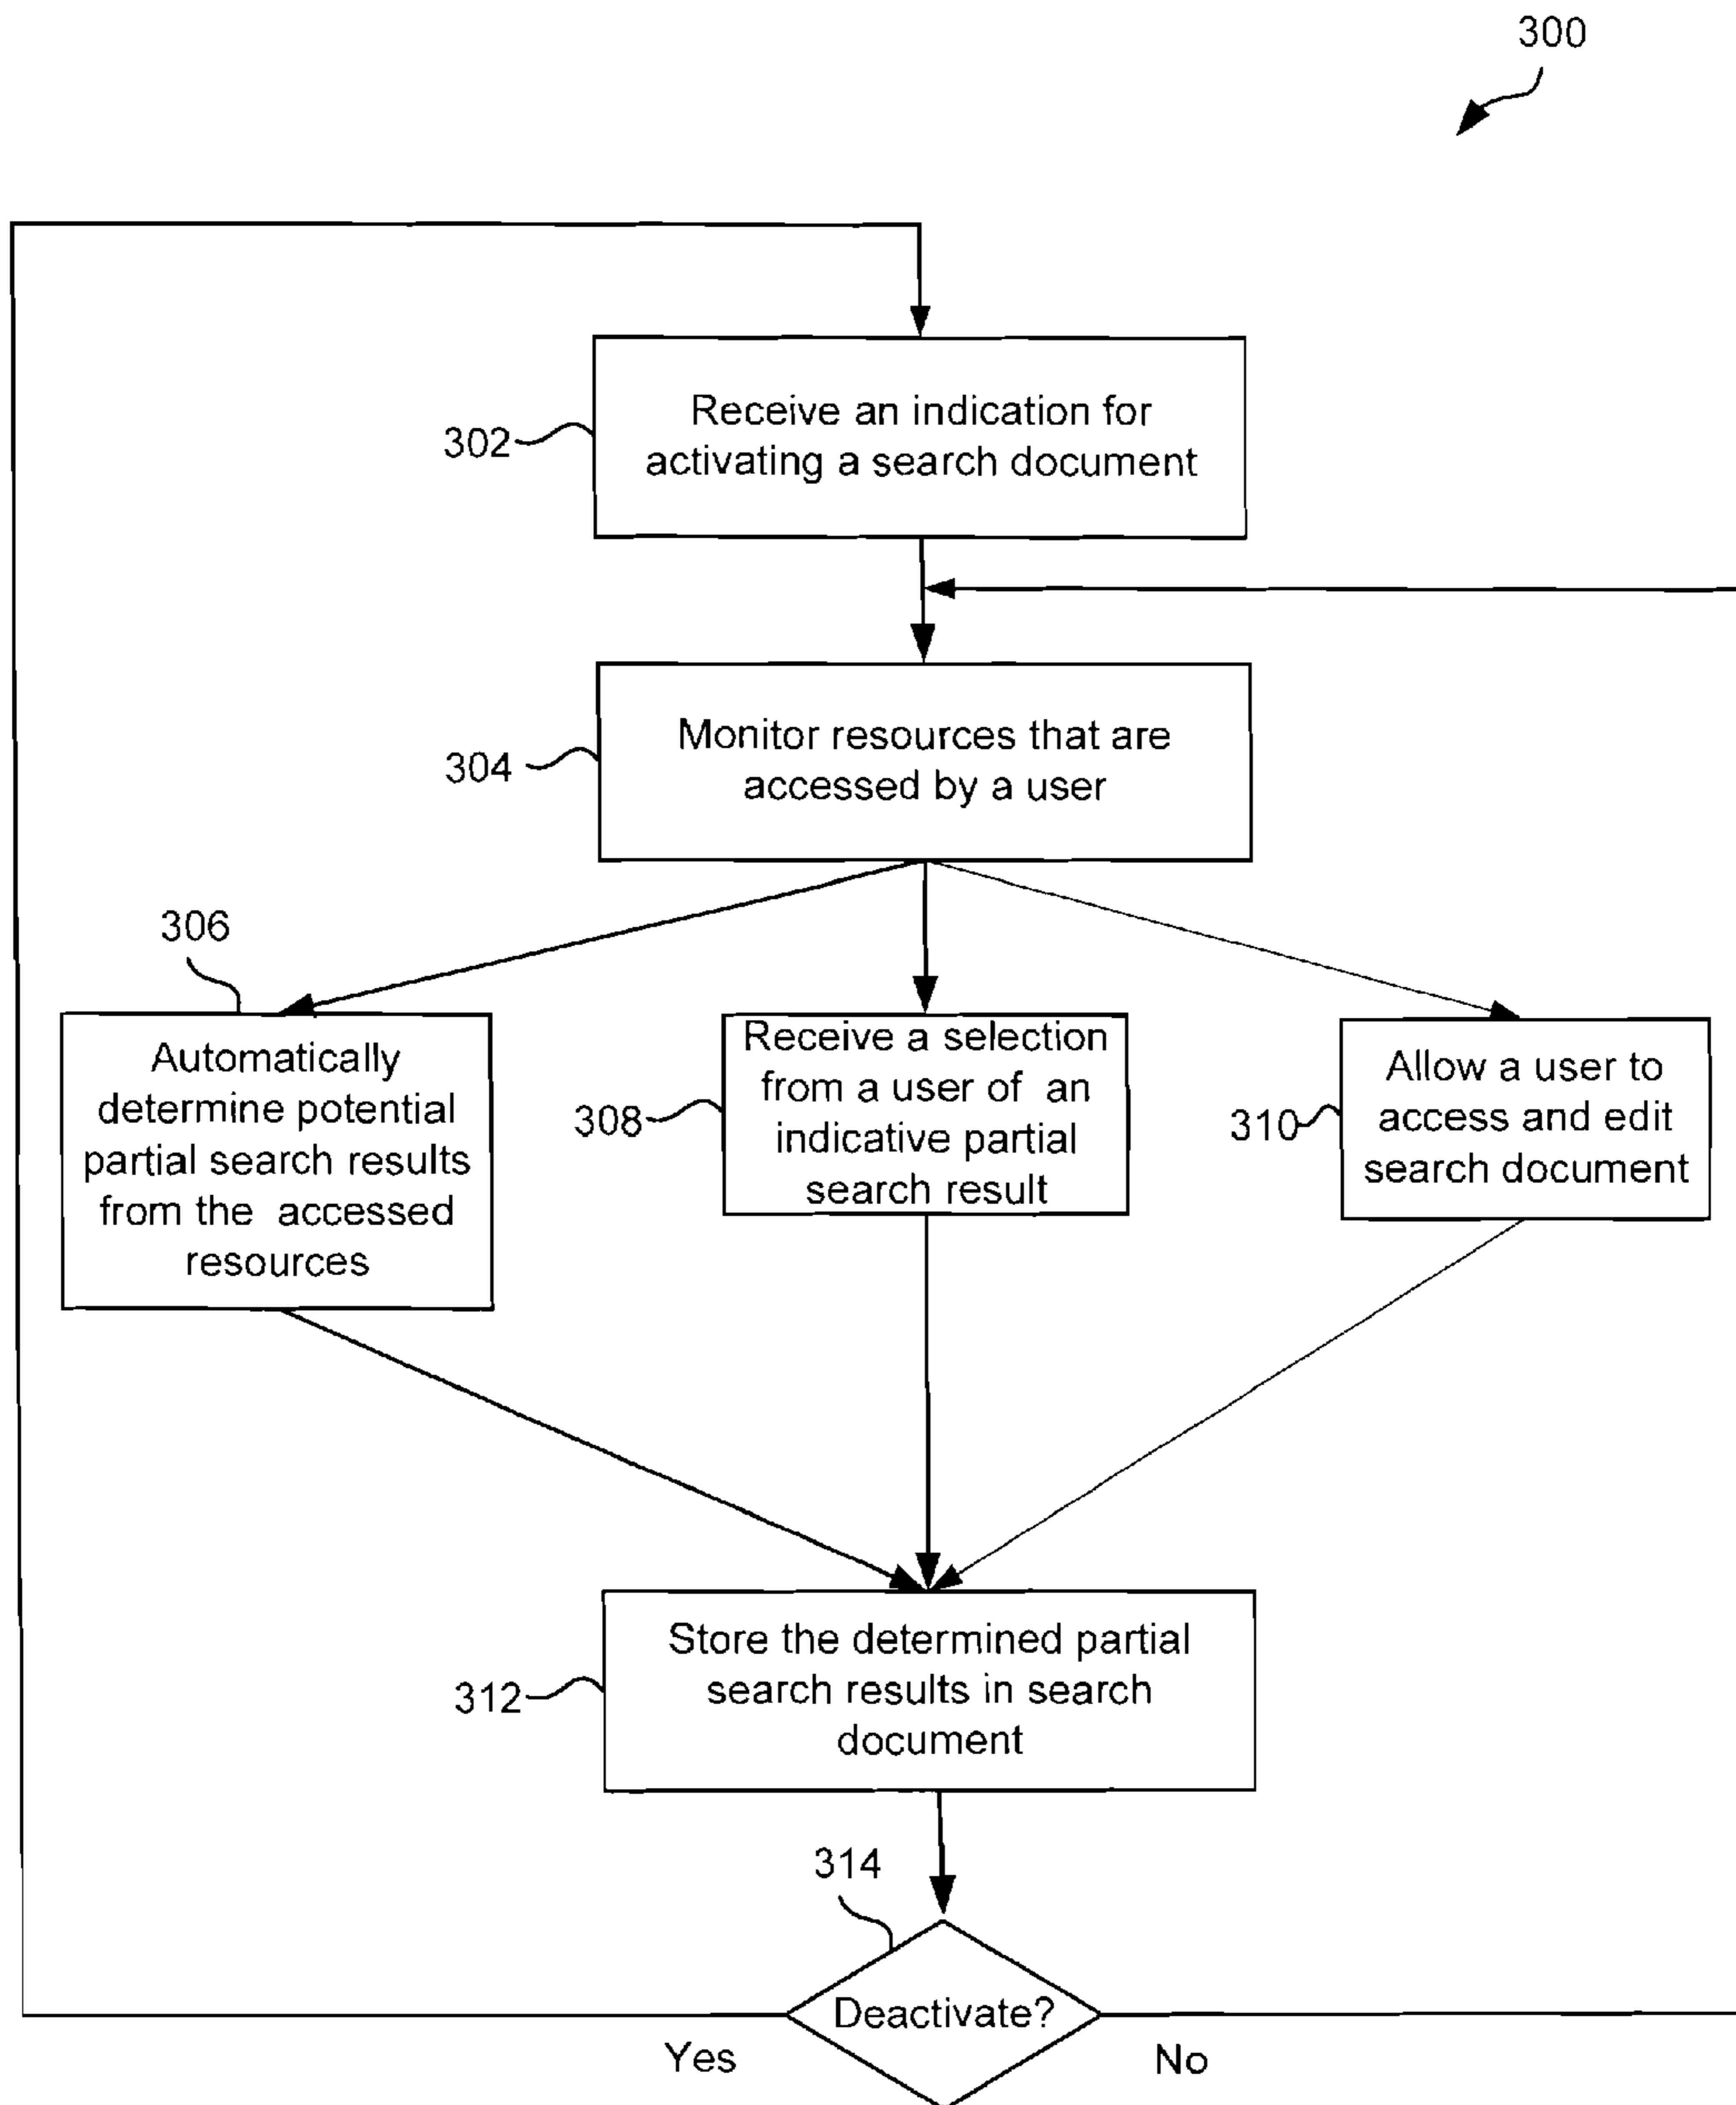 300
302
Receive an indication for
activating a search document
304
Monitor resources that are
accessed by a user
306
Automatically
determine potential
partial search results
from the accessed
resources
308
Receive a selection
from a user of an
indicative partial
search result
310
Allow a user to
access and edit
search document
312
Store the determined partial
search results in search
document
314
Deactivate?
Yes
No